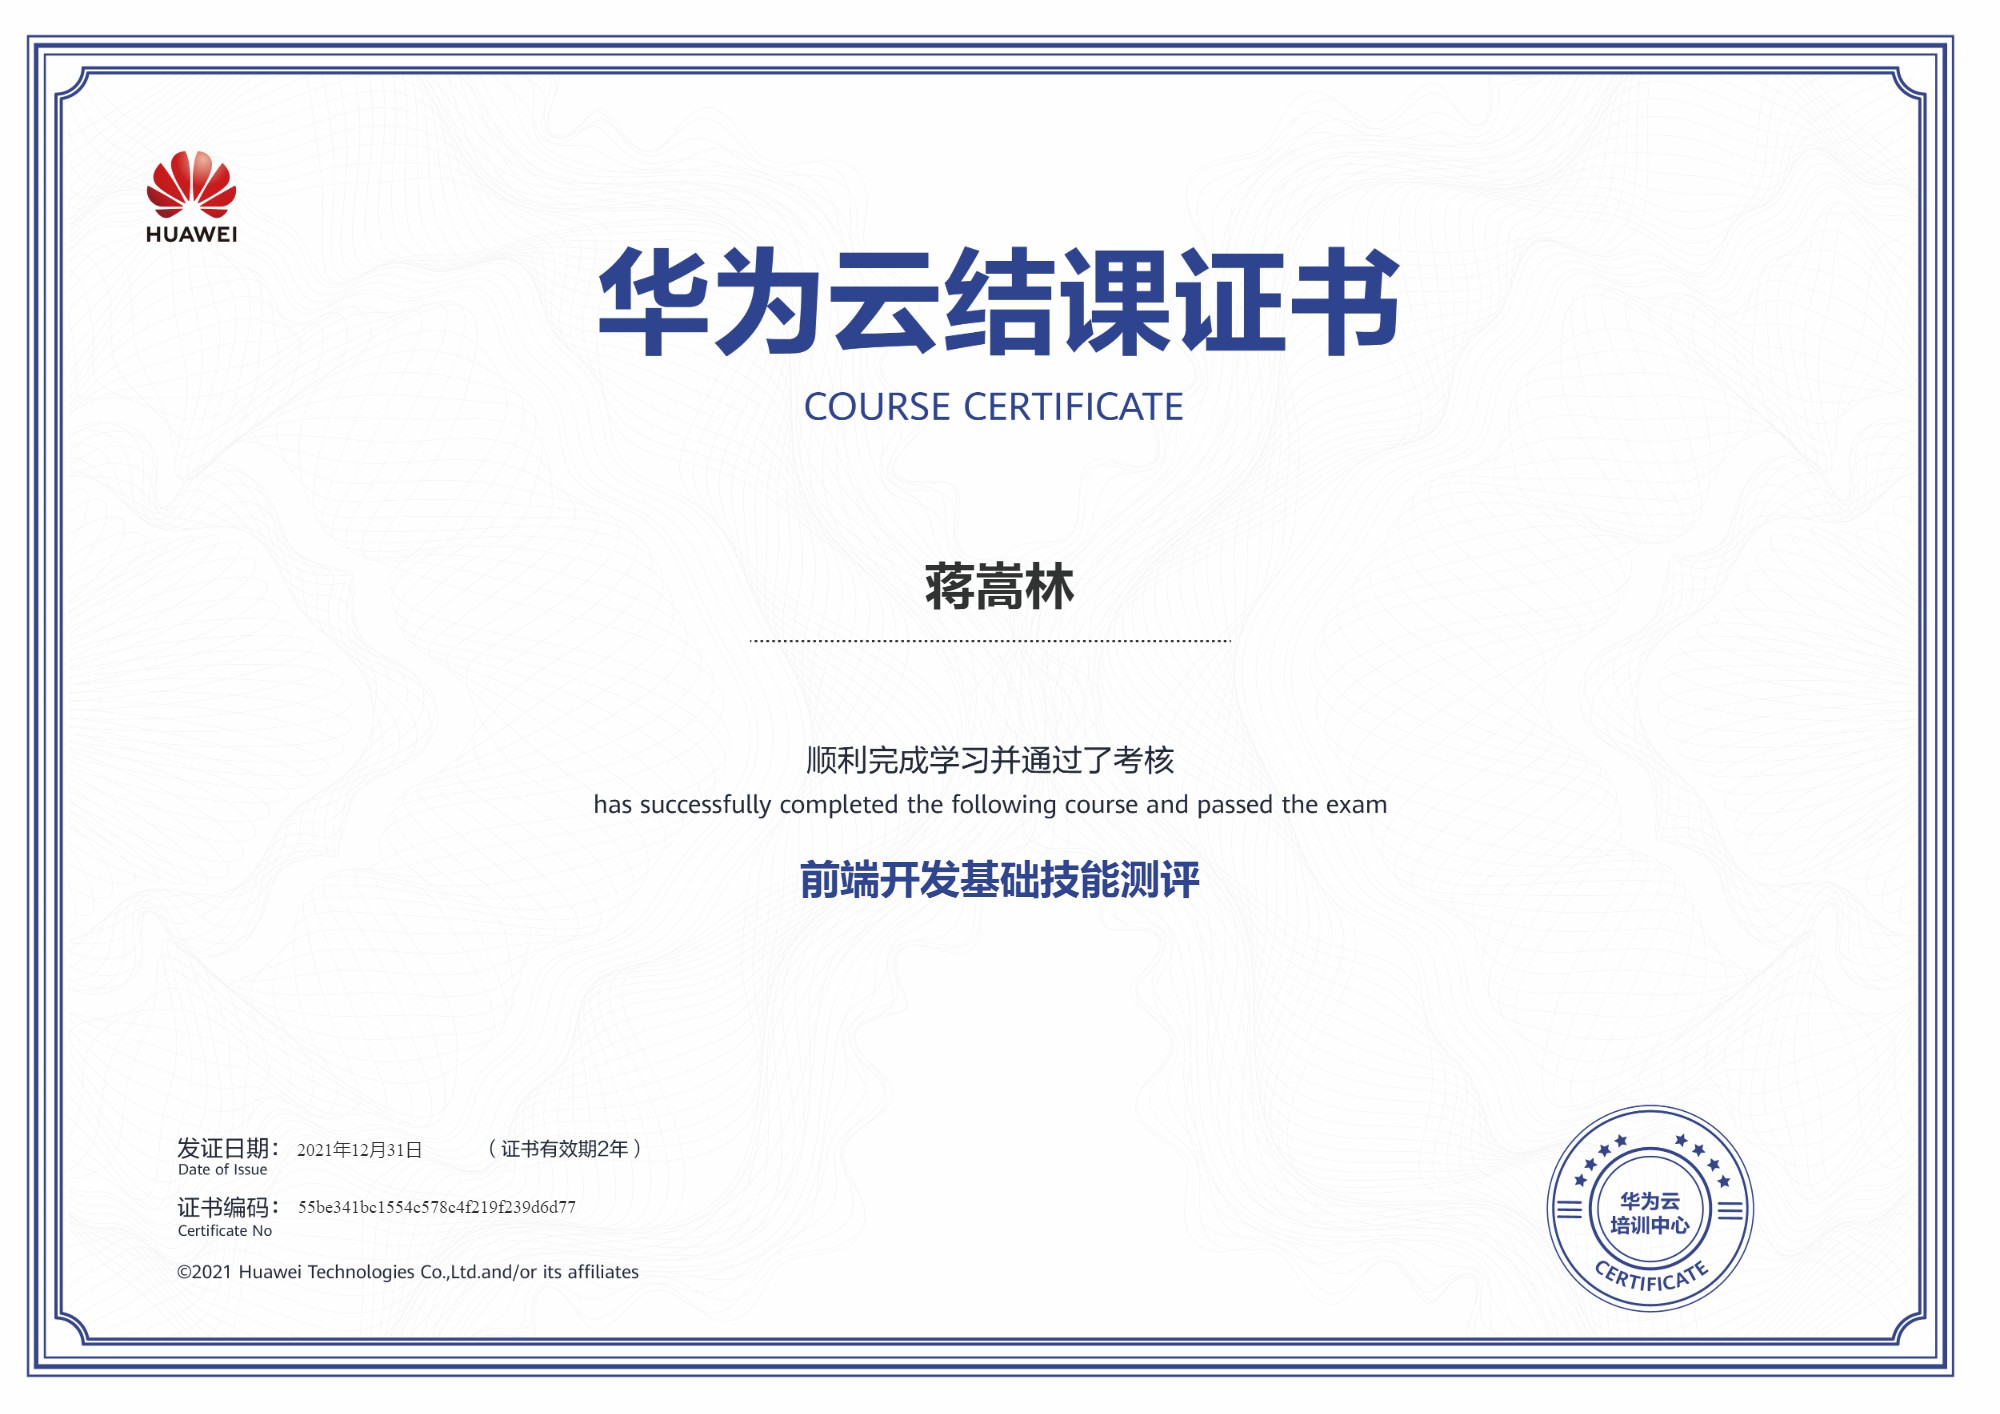 HUAWEI
华为云结课证书
COURSE CERTIFICATE
蒋嵩林
顺利完成学习并通过了考核
has successfully completed the following course and passed the exam
前端开发基础技能测评
发证日期： 2021年12月31日 （证书有效期2年）
Date of Issue
证书编码： 55be341bc1554c578c4f219f239d6d77
Certificate No
©2021 Huawei Technologies Co.,Ltd.and/or its affiliates
华为云
培训中心
CERTIFICATE